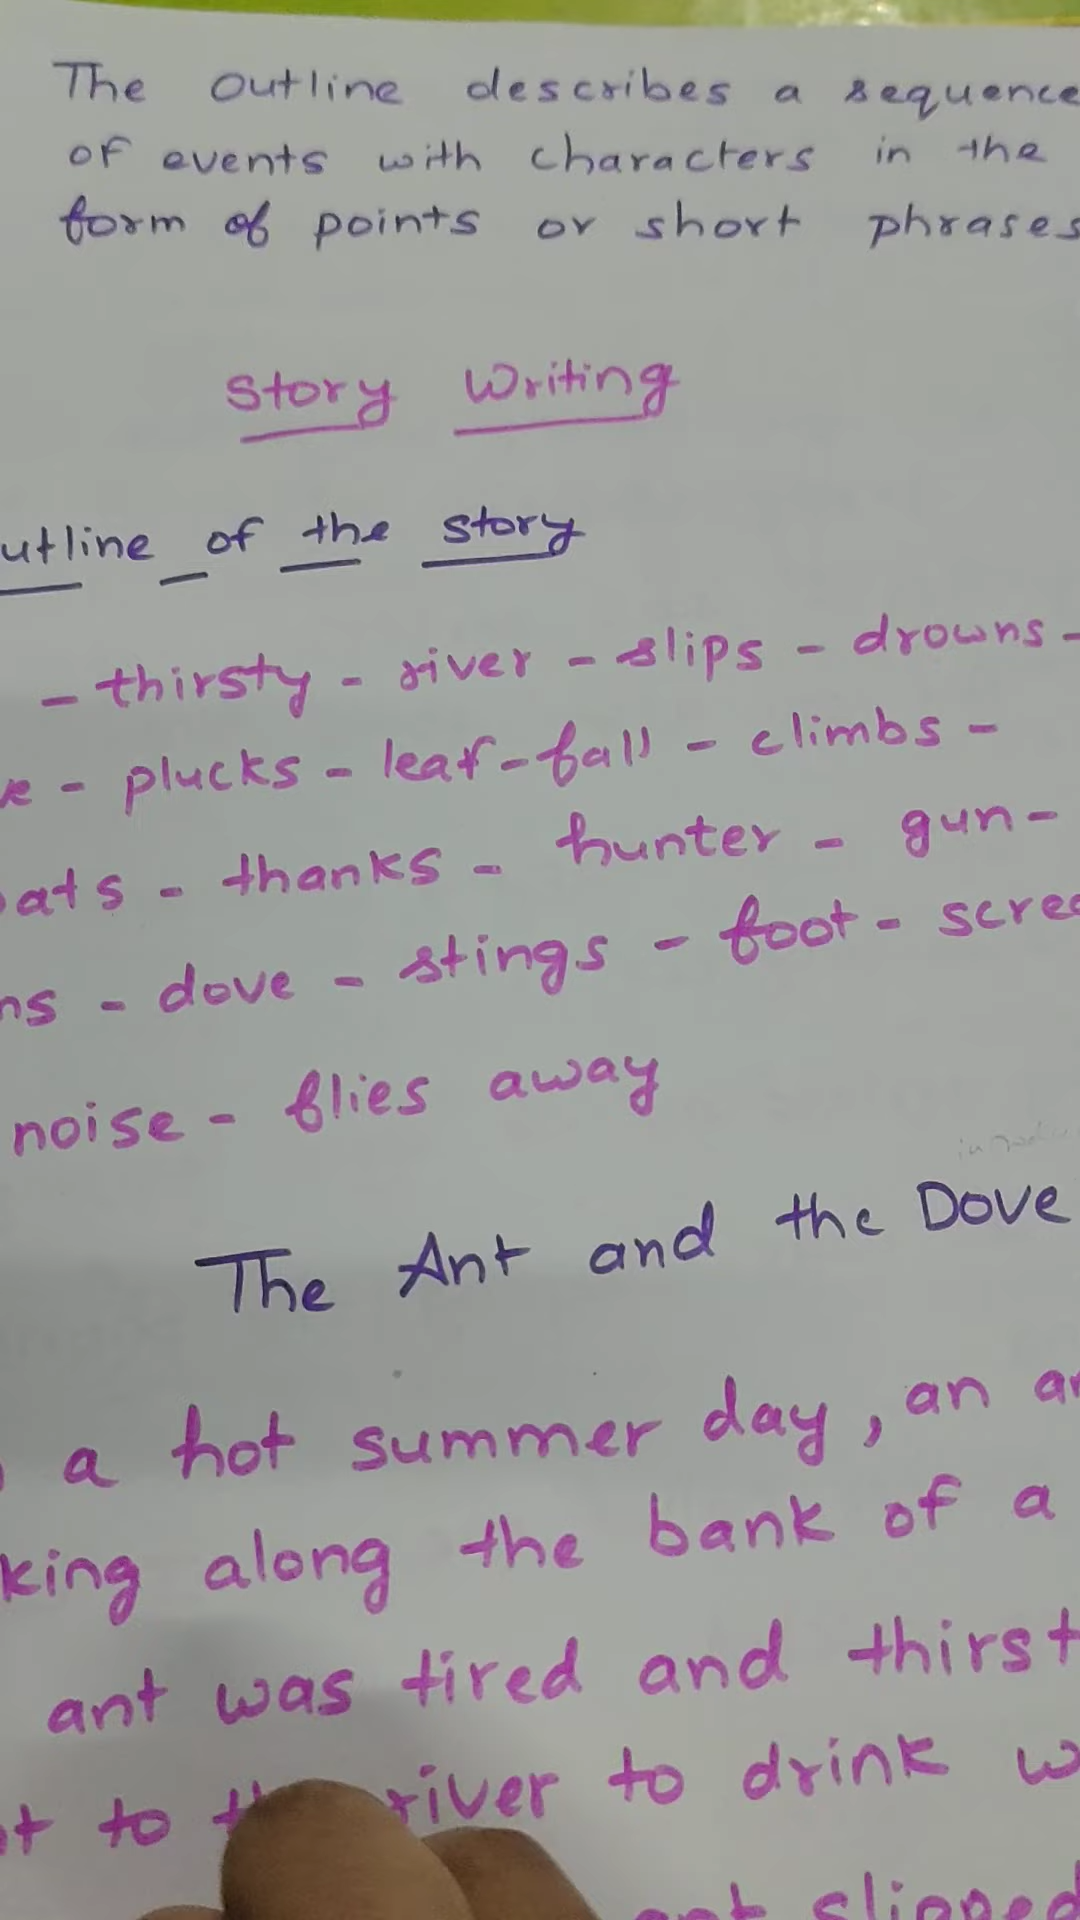 The outline describes a sequence
of events with characters in the
form of points or short phrases
Story Writing
utline of the story
- thirsty - river - slips - drowns -
- plucks - leaf - fall - climbs -
ats - thanks - hunter - gun -
ns - dove - stings - foot - screa
noise - flies away
The Ant and the Dove
a hot summer day, an an
king along the bank of a
ant was tired and thirst
to river to drink w
slipped